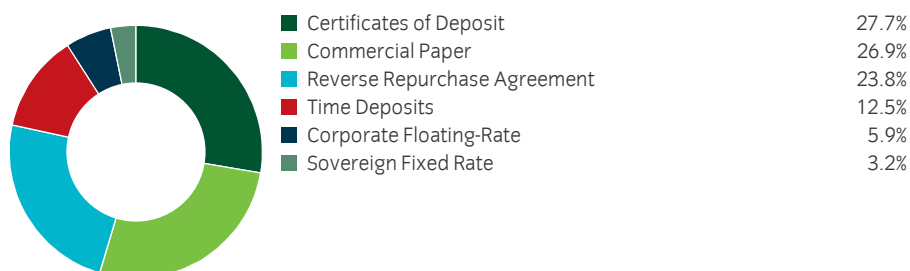 Certificates of Deposit 27.7%
Commercial Paper 26.9%
Reverse Repurchase Agreement 23.8%
Time Deposits 12.5%
Corporate Floating-Rate 5.9%
Sovereign Fixed Rate 3.2%